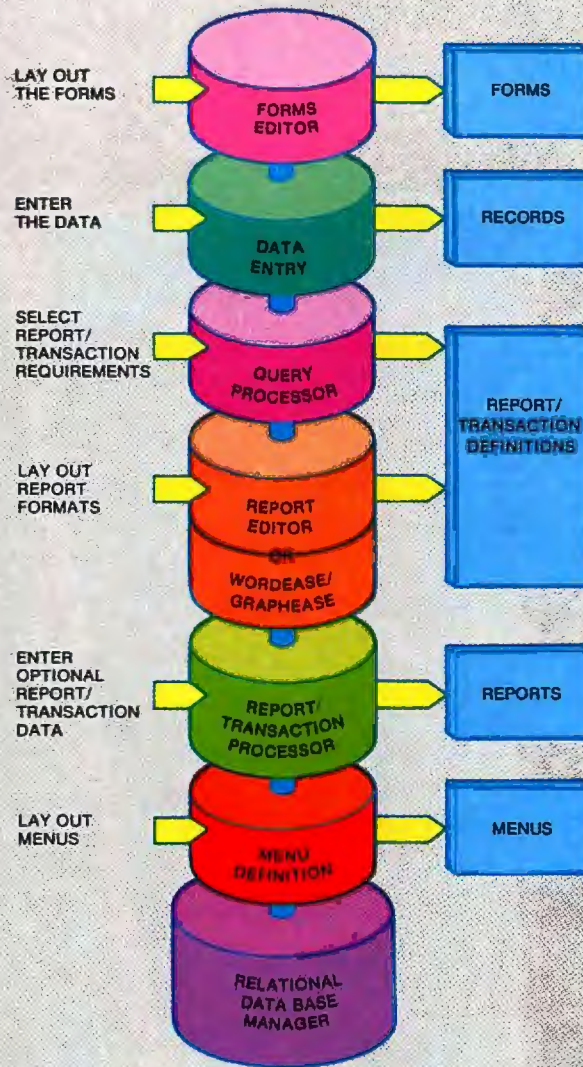 LAY OUT
THE FORMS
FORMS
EDITOR
FORMS
ENTER
THE DATA
DATA
ENTRY
RECORDS
SELECT
REPORT/
TRANSACTION
REQUIREMENTS
QUERY
PROCESSOR
REPORT/
TRANSACTION
DEFINITIONS
LAY OUT
REPORT
FORMATS
REPORT
EDITOR
OR
WORDEASE/
GRAPHEASE
ENTER
OPTIONAL
REPORT/
TRANSACTION
DATA
REPORT/
TRANSACTION
PROCESSOR
REPORTS
LAY OUT
MENUS
MENU
DEFINITION
MENUS
RELATIONAL
DATA BASE
MANAGER